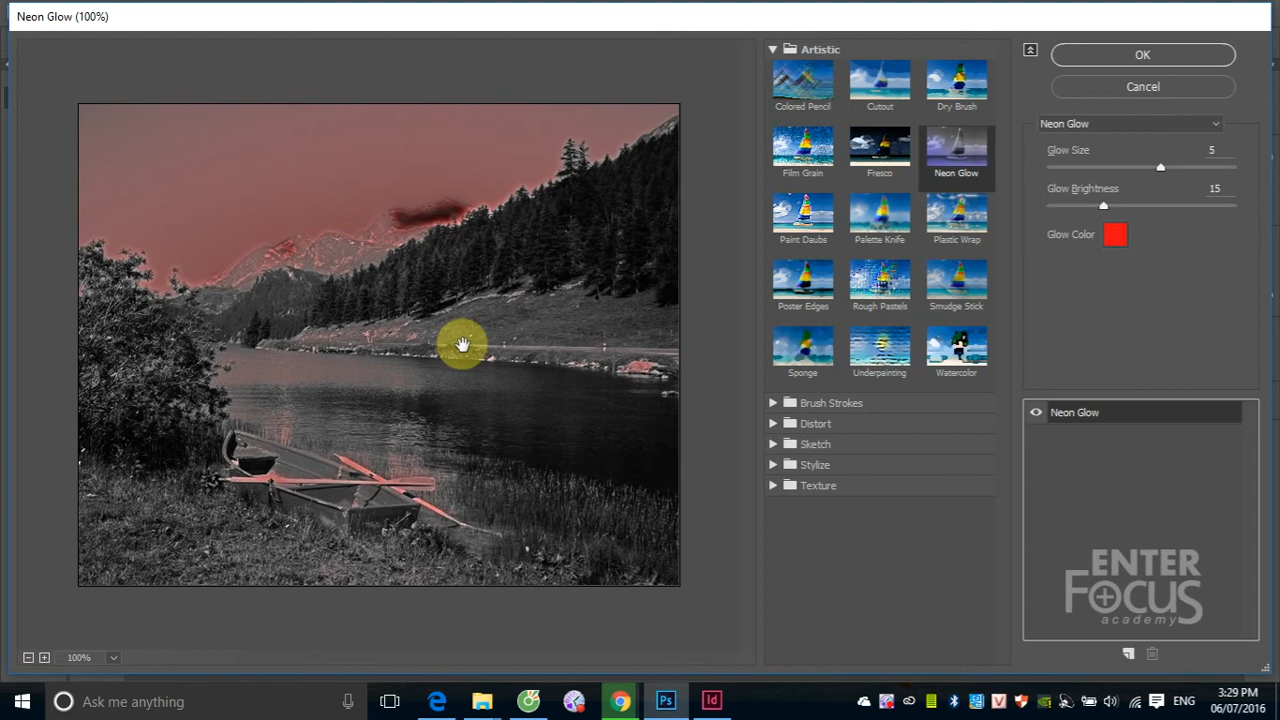 Neon Glow (100%)
Artistic
Colored Pencil
Cutout
Dry Brush
Film Grain
Fresco
Neon Glow
Paint Daubs
Palette Knife
Plastic Wrap
Poster Edges
Rough Pastels
Smudge Stick
Sponge
Underpainting
Watercolor
Brush Strokes
Distort
Sketch
Stylize
Texture
OK
Cancel
Neon Glow
Glow Size 5
Glow Brightness 15
Glow Color
Neon Glow
ENTER
FOCUS
academy
100%
Ask me anything
Ps
Id
ENG
3:29 PM
06/07/2016